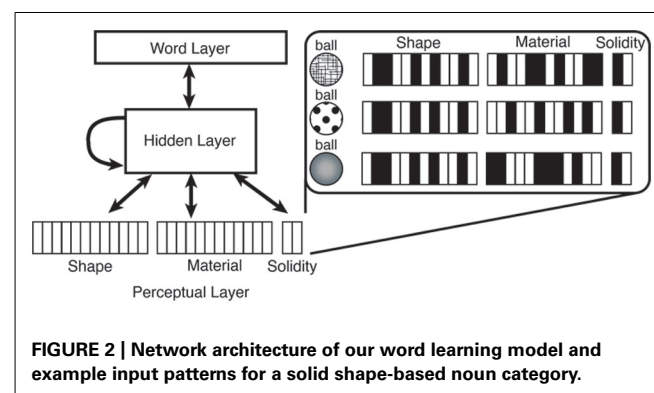 Word Layer
Hidden Layer
Shape Material Solidity
Perceptual Layer
Shape Material Solidity
ball
ball
ball
FIGURE 2 | Network architecture of our word learning model and
example input patterns for a solid shape-based noun category.